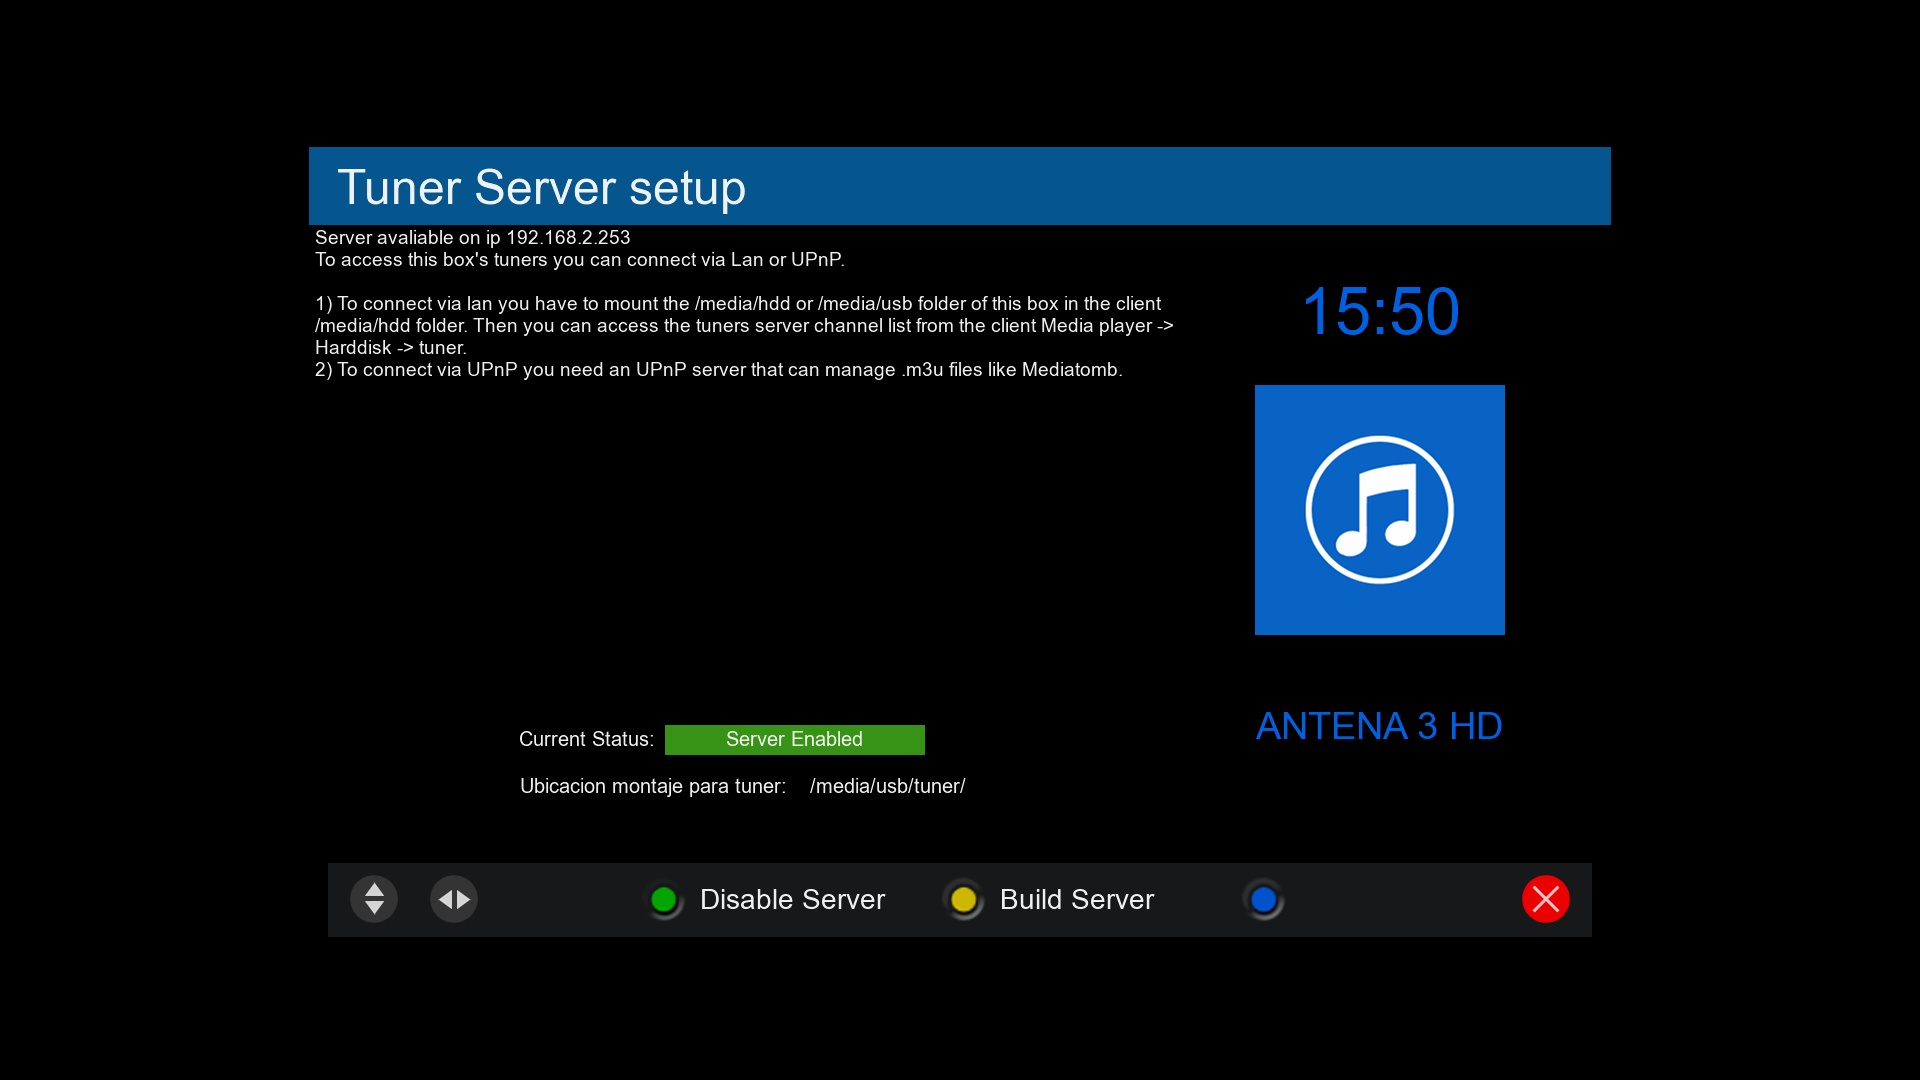 Tuner Server setup
Server avaliable on ip 192.168.2.253
To access this box's tuners you can connect via Lan or UPnP.
1) To connect via lan you have to mount the /media/hdd or /media/usb folder of this box in the client
/media/hdd folder. Then you can access the tuners server channel list from the client Media player ->
Harddisk -> tuner.
2) To connect via UPnP you need an UPnP server that can manage .m3u files like Mediatomb.
15:50
ANTENA 3 HD
Current Status: Server Enabled
Ubicacion montaje para tuner: /media/usb/tuner/
Disable Server Build Server